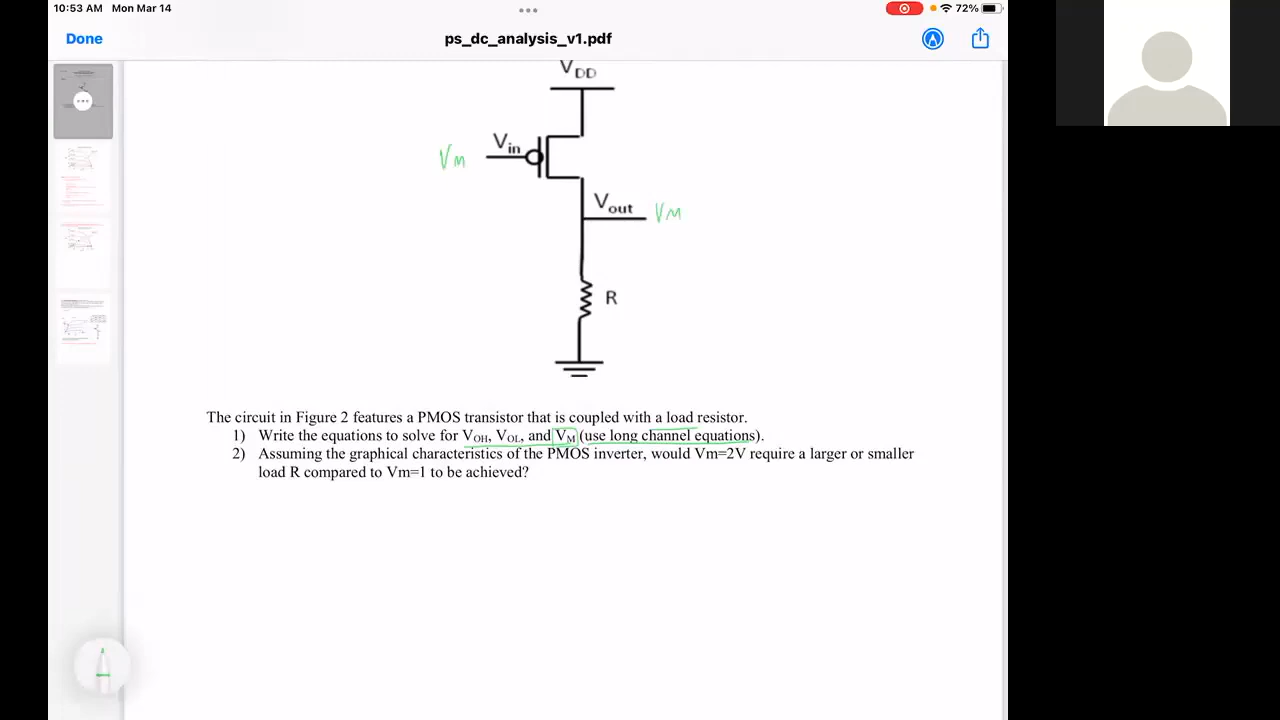 10:53 AM Mon Mar 14
72%
Done
ps_dc_analysis_v1.pdf
VDD
Vin
VM
Vout
VM
R
The circuit in Figure 2 features a PMOS transistor that is coupled with a load resistor.
1) Write the equations to solve for VOH, VOL, and VM (use long channel equations).
2) Assuming the graphical characteristics of the PMOS inverter, would Vm=2V require a larger or smaller
load R compared to Vm=1 to be achieved?